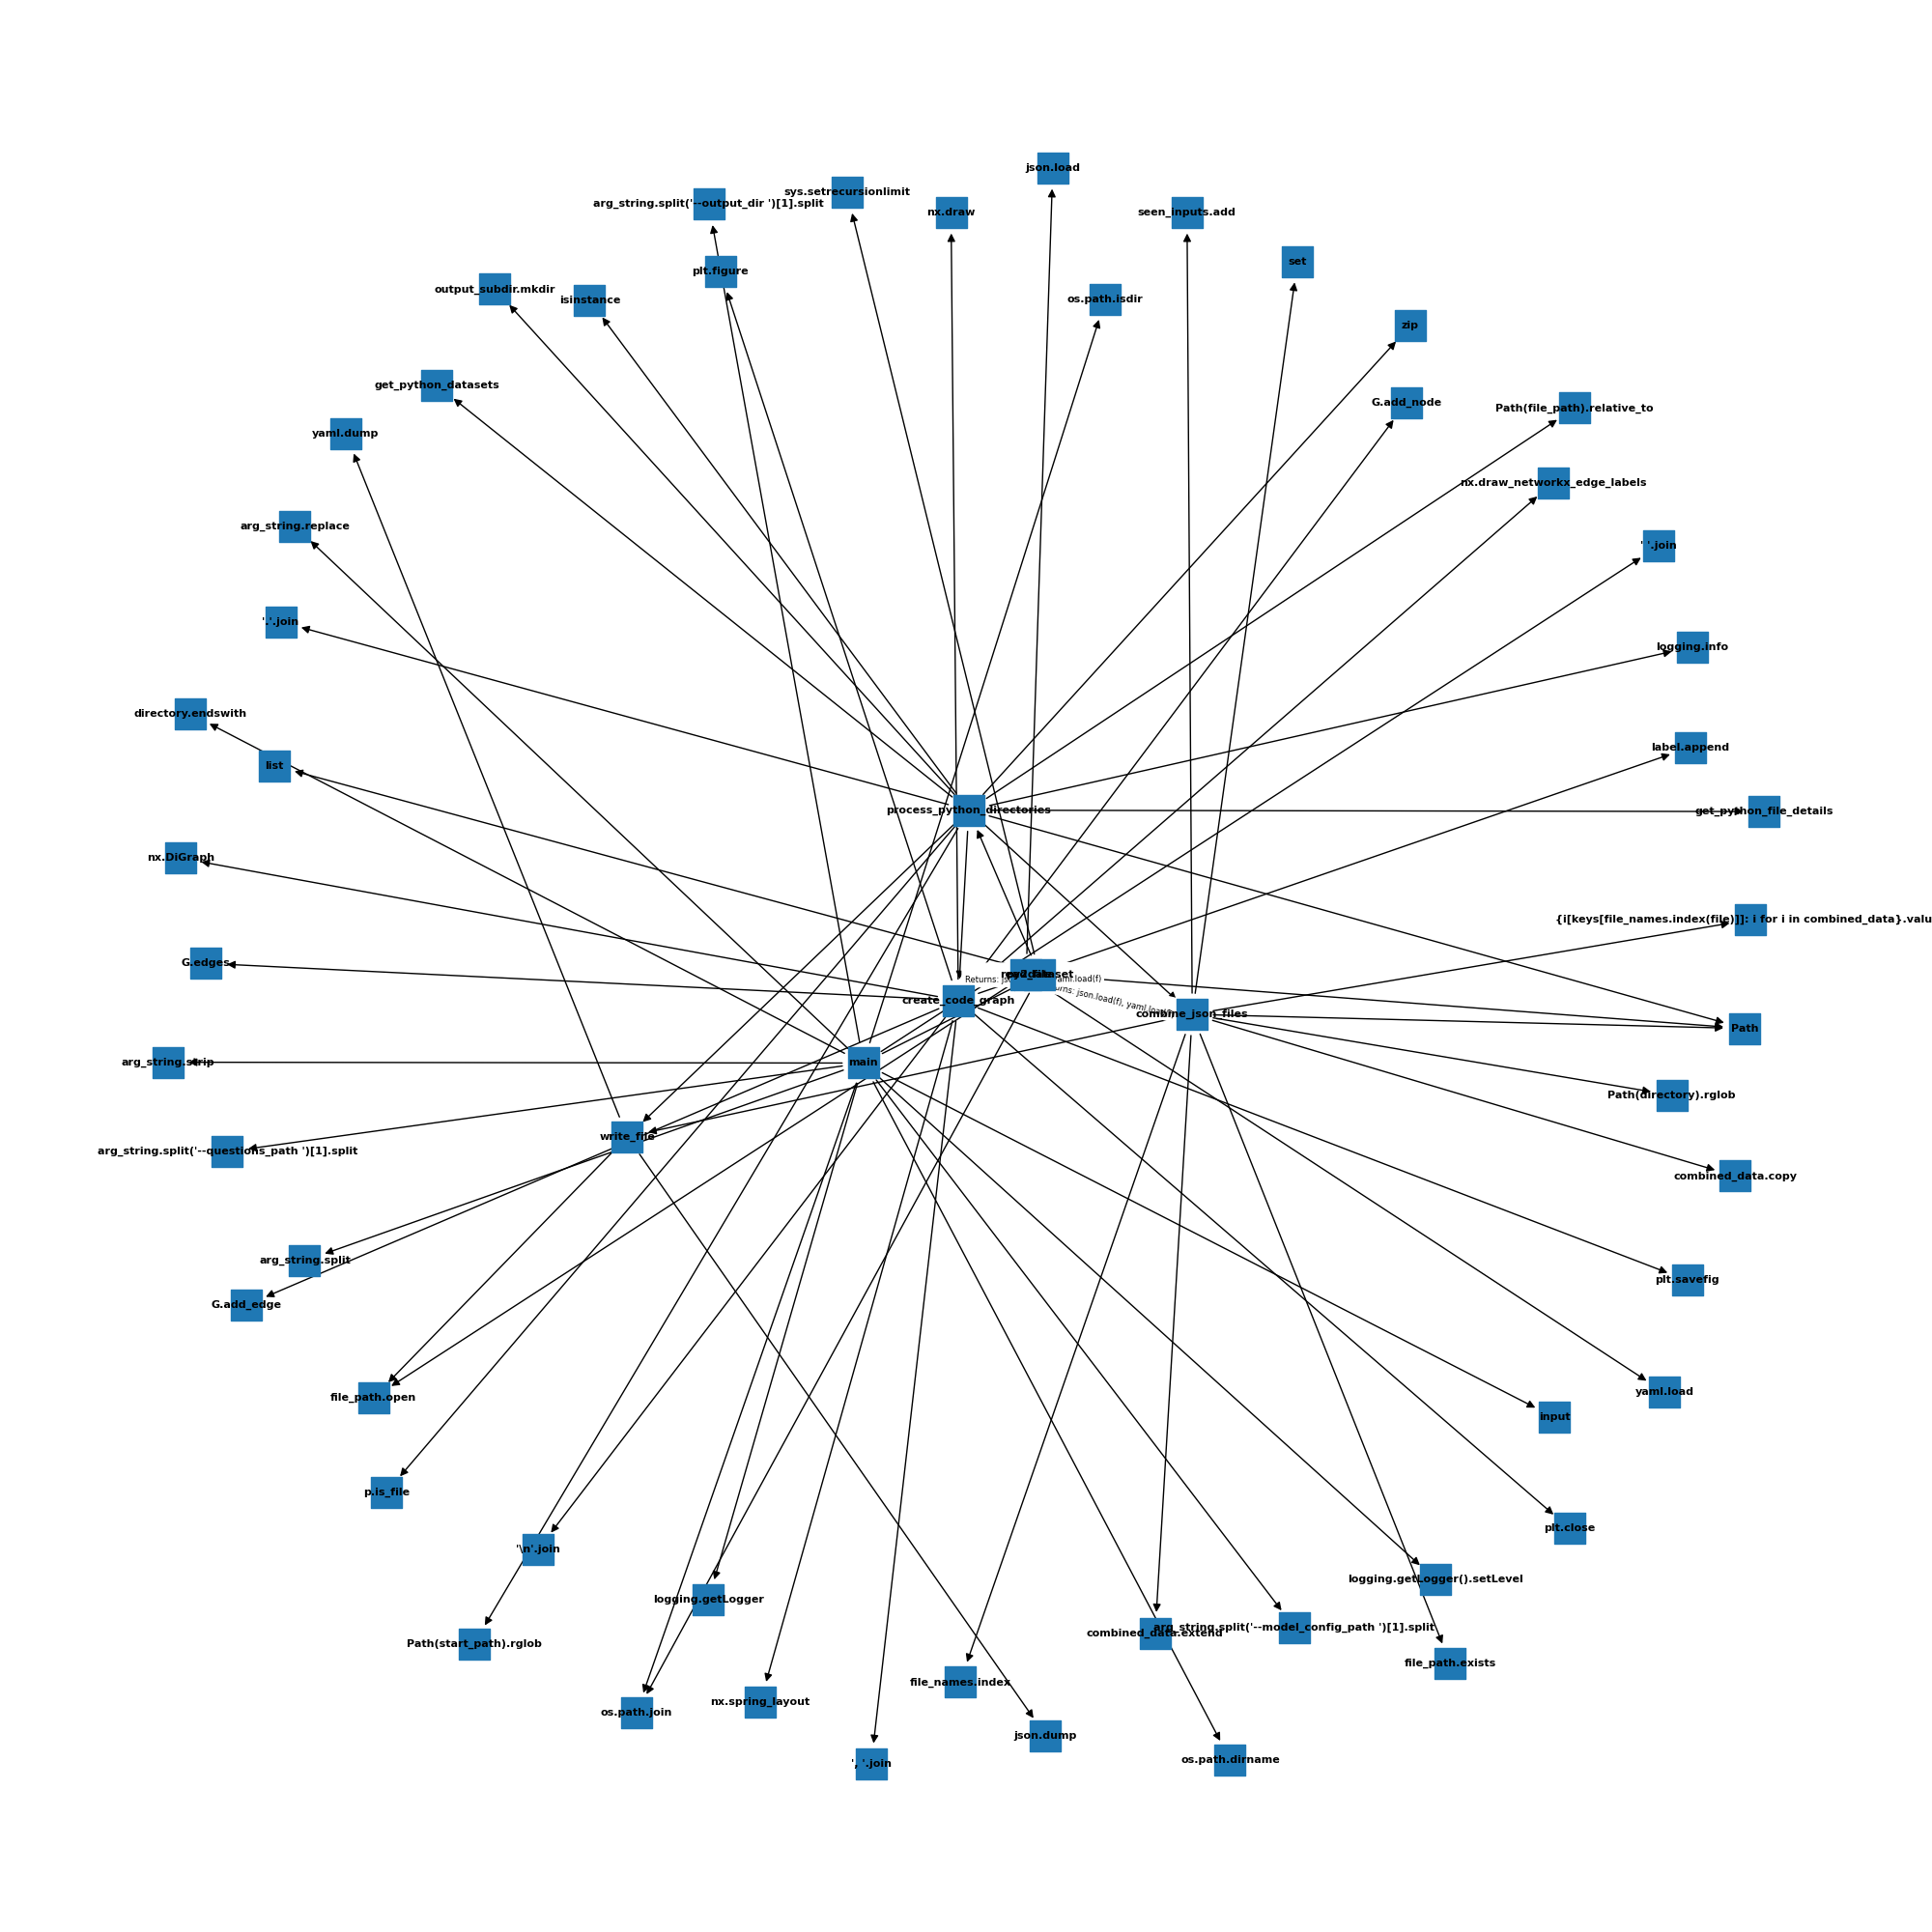 json.load
sys.setrecursionlimit
arg_string.split('--output_dir ')[1].split
nx.draw
seen_inputs.add
set
plt.figure
output_subdir.mkdir
isinstance
os.path.isdir
zip
get_python_datasets
G.add_node
Path(file_path).relative_to
yaml.dump
nx.draw_networkx_edge_labels
arg_string.replace
' '.join
'.'.join
logging.info
directory.endswith
label.append
list
process_python_directories
get_python_file_details
nx.DiGraph
{i[keys[file_names.index(file)]]: i for i in combined_data}.valu
G.edges
Returns: js
yaml.load(f)
create_code_graph
rns: json.load(f), yaml.load
combine_json_files
Path
arg_string.strip
main
Path(directory).rglob
write_file
arg_string.split('--questions_path ')[1].split
combined_data.copy
arg_string.split
plt.savefig
G.add_edge
file_path.open
yaml.load
input
p.is_file
plt.close
'\n'.join
logging.getLogger().setLevel
logging.getLogger
arg_string.split('--model_config_path ')[1].split
combined_data.extend
Path(start_path).rglob
file_path.exists
file_names.index
nx.spring_layout
os.path.join
json.dump
os.path.dirname
', '.join